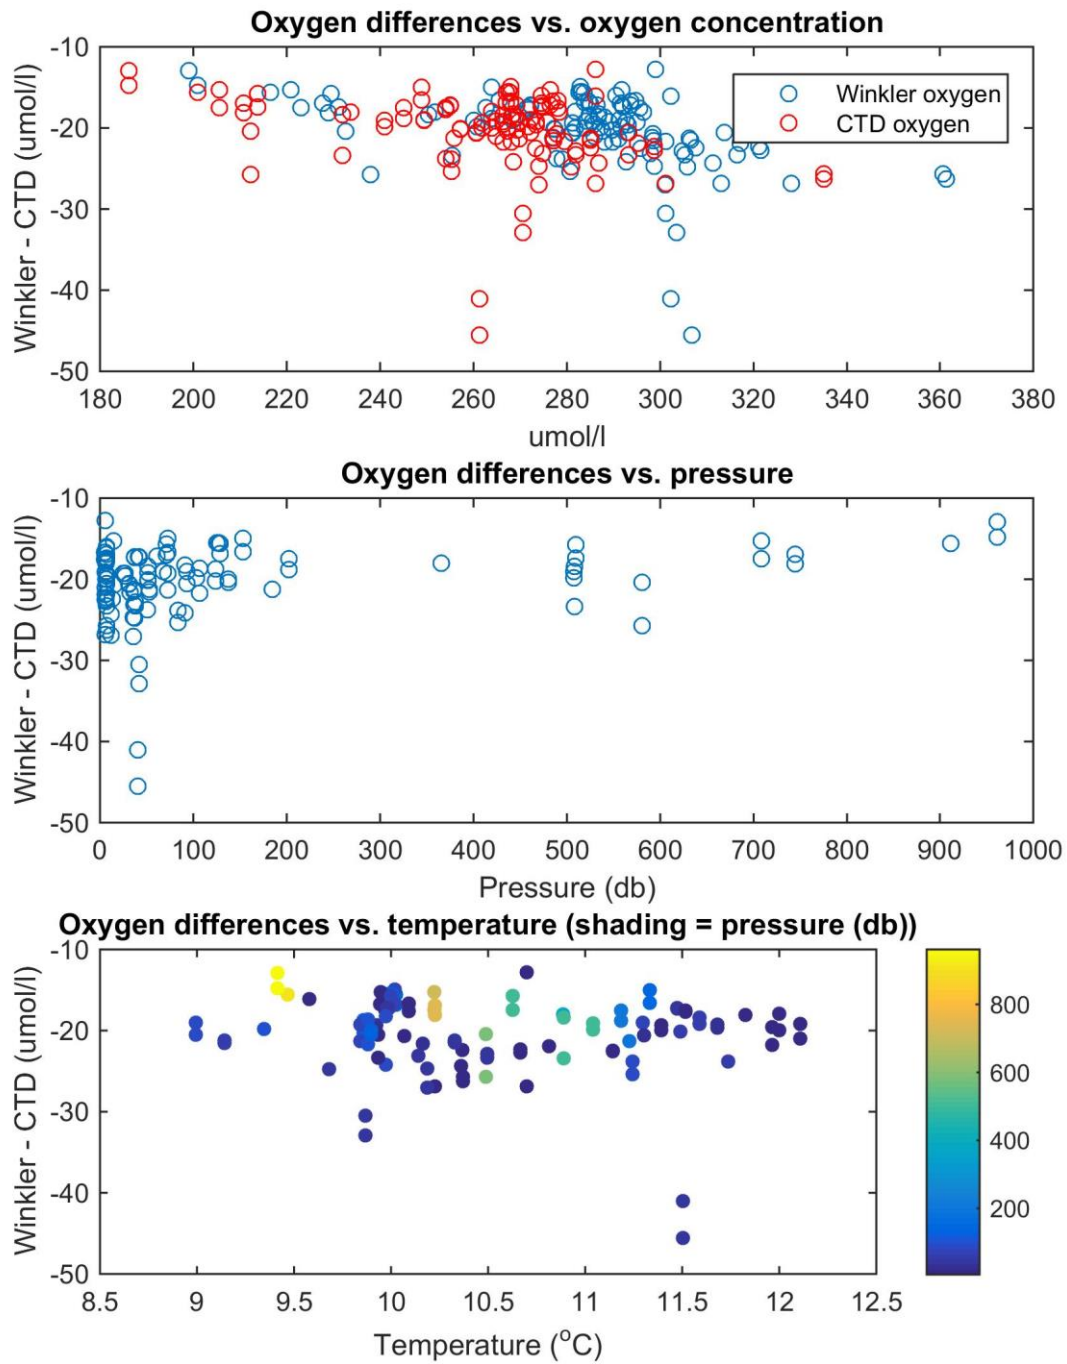 Oxygen differences vs. oxygen concentration
-10
-20
-30
-40
-50
Winkler - CTD (umol/l)
Winkler oxygen
CTD oxygen
180 200 220 240 260 280 300 320 340 360 380
umol/l
Oxygen differences vs. pressure
-10
-20
-30
-40
-50
Winkler - CTD (umol/l)
0 100 200 300 400 500 600 700 800 900 1000
Pressure (db)
Oxygen differences vs. temperature (shading = pressure (db))
-10
-20
-30
-40
-50
Winkler - CTD (umol/l)
800
600
400
200
8.5 9 9.5 10 10.5 11 11.5 12 12.5
Temperature (°C)